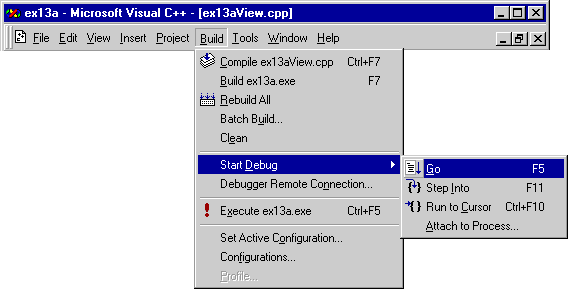 ex13a - Microsoft Visual C++ - [ex13aView.cpp]
File Edit View Insert Project Build Tools Window Help
Compile ex13aView.cpp Ctrl+F7
Build ex13a.exe F7
Rebuild All
Batch Build...
Clean
Start Debug
Debugger Remote Connection...
Execute ex13a.exe Ctrl+F5
Set Active Configuration...
Configurations...
Profile...
Go F5
Step Into F11
Run to Cursor Ctrl+F10
Attach to Process...